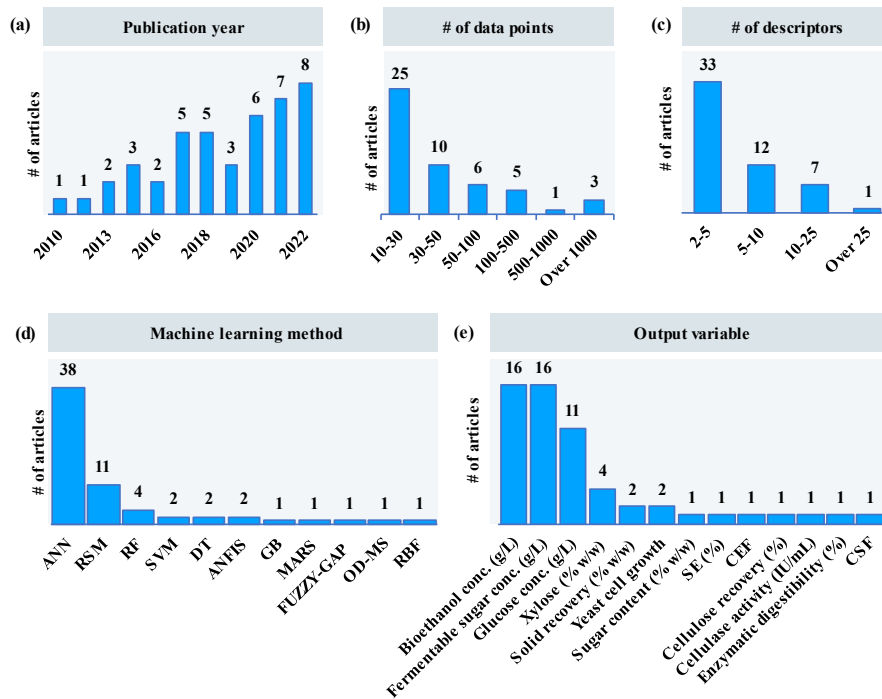 (a)
Publication year
# of articles
1
1
2
3
2
5
5
3
6
7
8
2010
2013
2016
2018
2020
2022
(b)
# of data points
# of articles
25
10
6
5
1
3
10-30
30-50
50-100
100-500
500-1000
Over 1000
(c)
# of descriptors
# of articles
33
12
7
1
2-5
5-10
10-25
Over 25
(d)
Machine learning method
# of articles
38
11
4
2
2
2
1
1
1
1
1
ANN
RSM
RF
SVM
DT
ANFIS
GB
MARS
FUZZY-GAP
OD-MS
RBF
(e)
Output variable
# of articles
16
16
11
4
2
2
1
1
1
1
1
1
1
Bioethanol conc. (g/L)
Fermentable sugar conc. (g/L)
Glucose conc. (g/L)
Xylose (% w/w)
Solid recovery (% w/w)
Yeast cell growth
Sugar content (% w/w)
SE (%)
CEF
Cellulose recovery (%)
Cellulase activity (IU/mL)
Enzymatic digestibility (%)
CSF